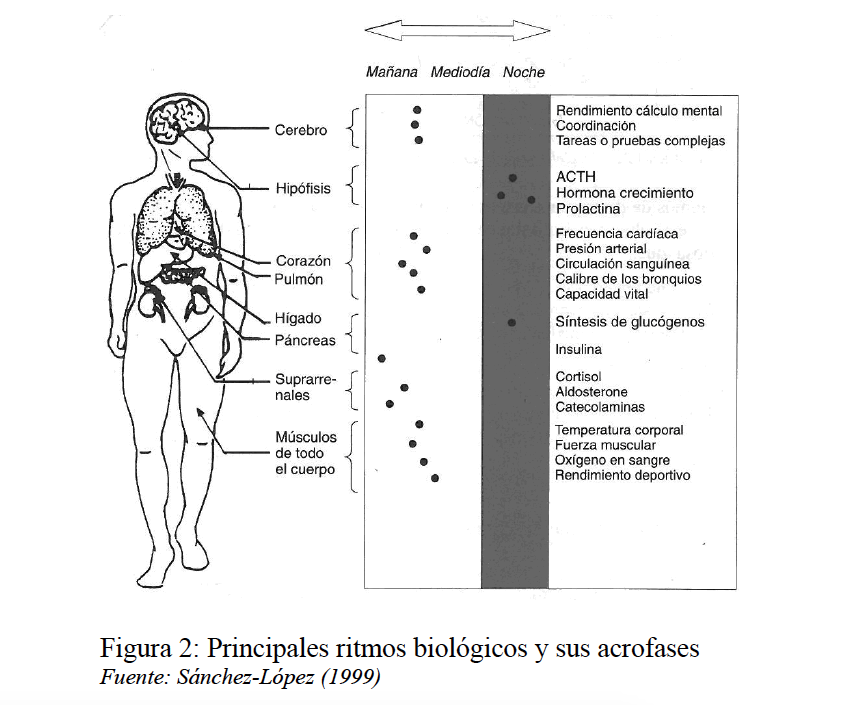 Mañana Mediodía Noche
Cerebro
Rendimiento cálculo mental
Coordinación
Tareas o pruebas complejas
Hipófisis
ACTH
Hormona crecimiento
Prolactina
Corazón
Pulmón
Frecuencia cardíaca
Presión arterial
Circulación sanguínea
Calibre de los bronquios
Capacidad vital
Hígado
Páncreas
Síntesis de glucógenos
Insulina
Suprarre-
nales
Cortisol
Aldosterone
Catecolaminas
Músculos
de todo
el cuerpo
Temperatura corporal
Fuerza muscular
Oxígeno en sangre
Rendimiento deportivo
Figura 2: Principales ritmos biológicos y sus acrofases
Fuente: Sánchez-López (1999)